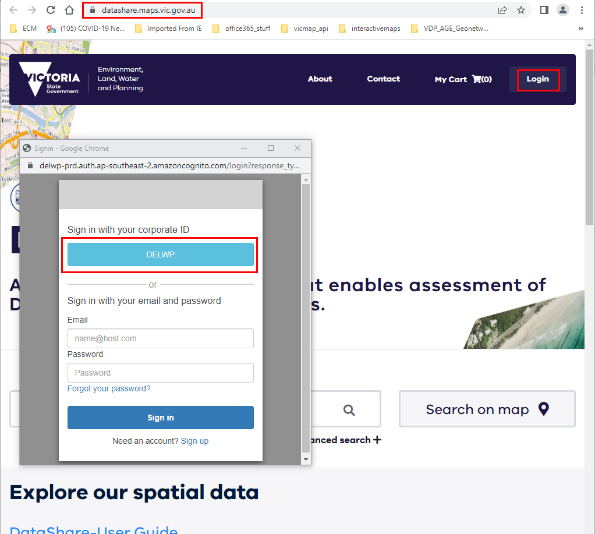 datashare.maps.vic.gov.au
ECM (105) COVID-19 Ne... Imported From IE office365_stuff vicmap_api interactivemaps VDP_AGE_Geonetw...
VICTORIA
State
Government
Environment,
Land, Water
and Planning
About Contact My Cart (0) Login
Signin - Google Chrome
delwp-prd.auth.ap-southeast-2.amazoncognito.com/login?response_ty...
Sign in with your corporate ID
DELWP
or
Sign in with your email and password
Email
name@host.com
Password
Password
Forgot your password?
Sign in
Need an account? Sign up
A
t enables assessment of
D
s.
Search on map
anced search
Explore our spatial data
DataShare-User Guide